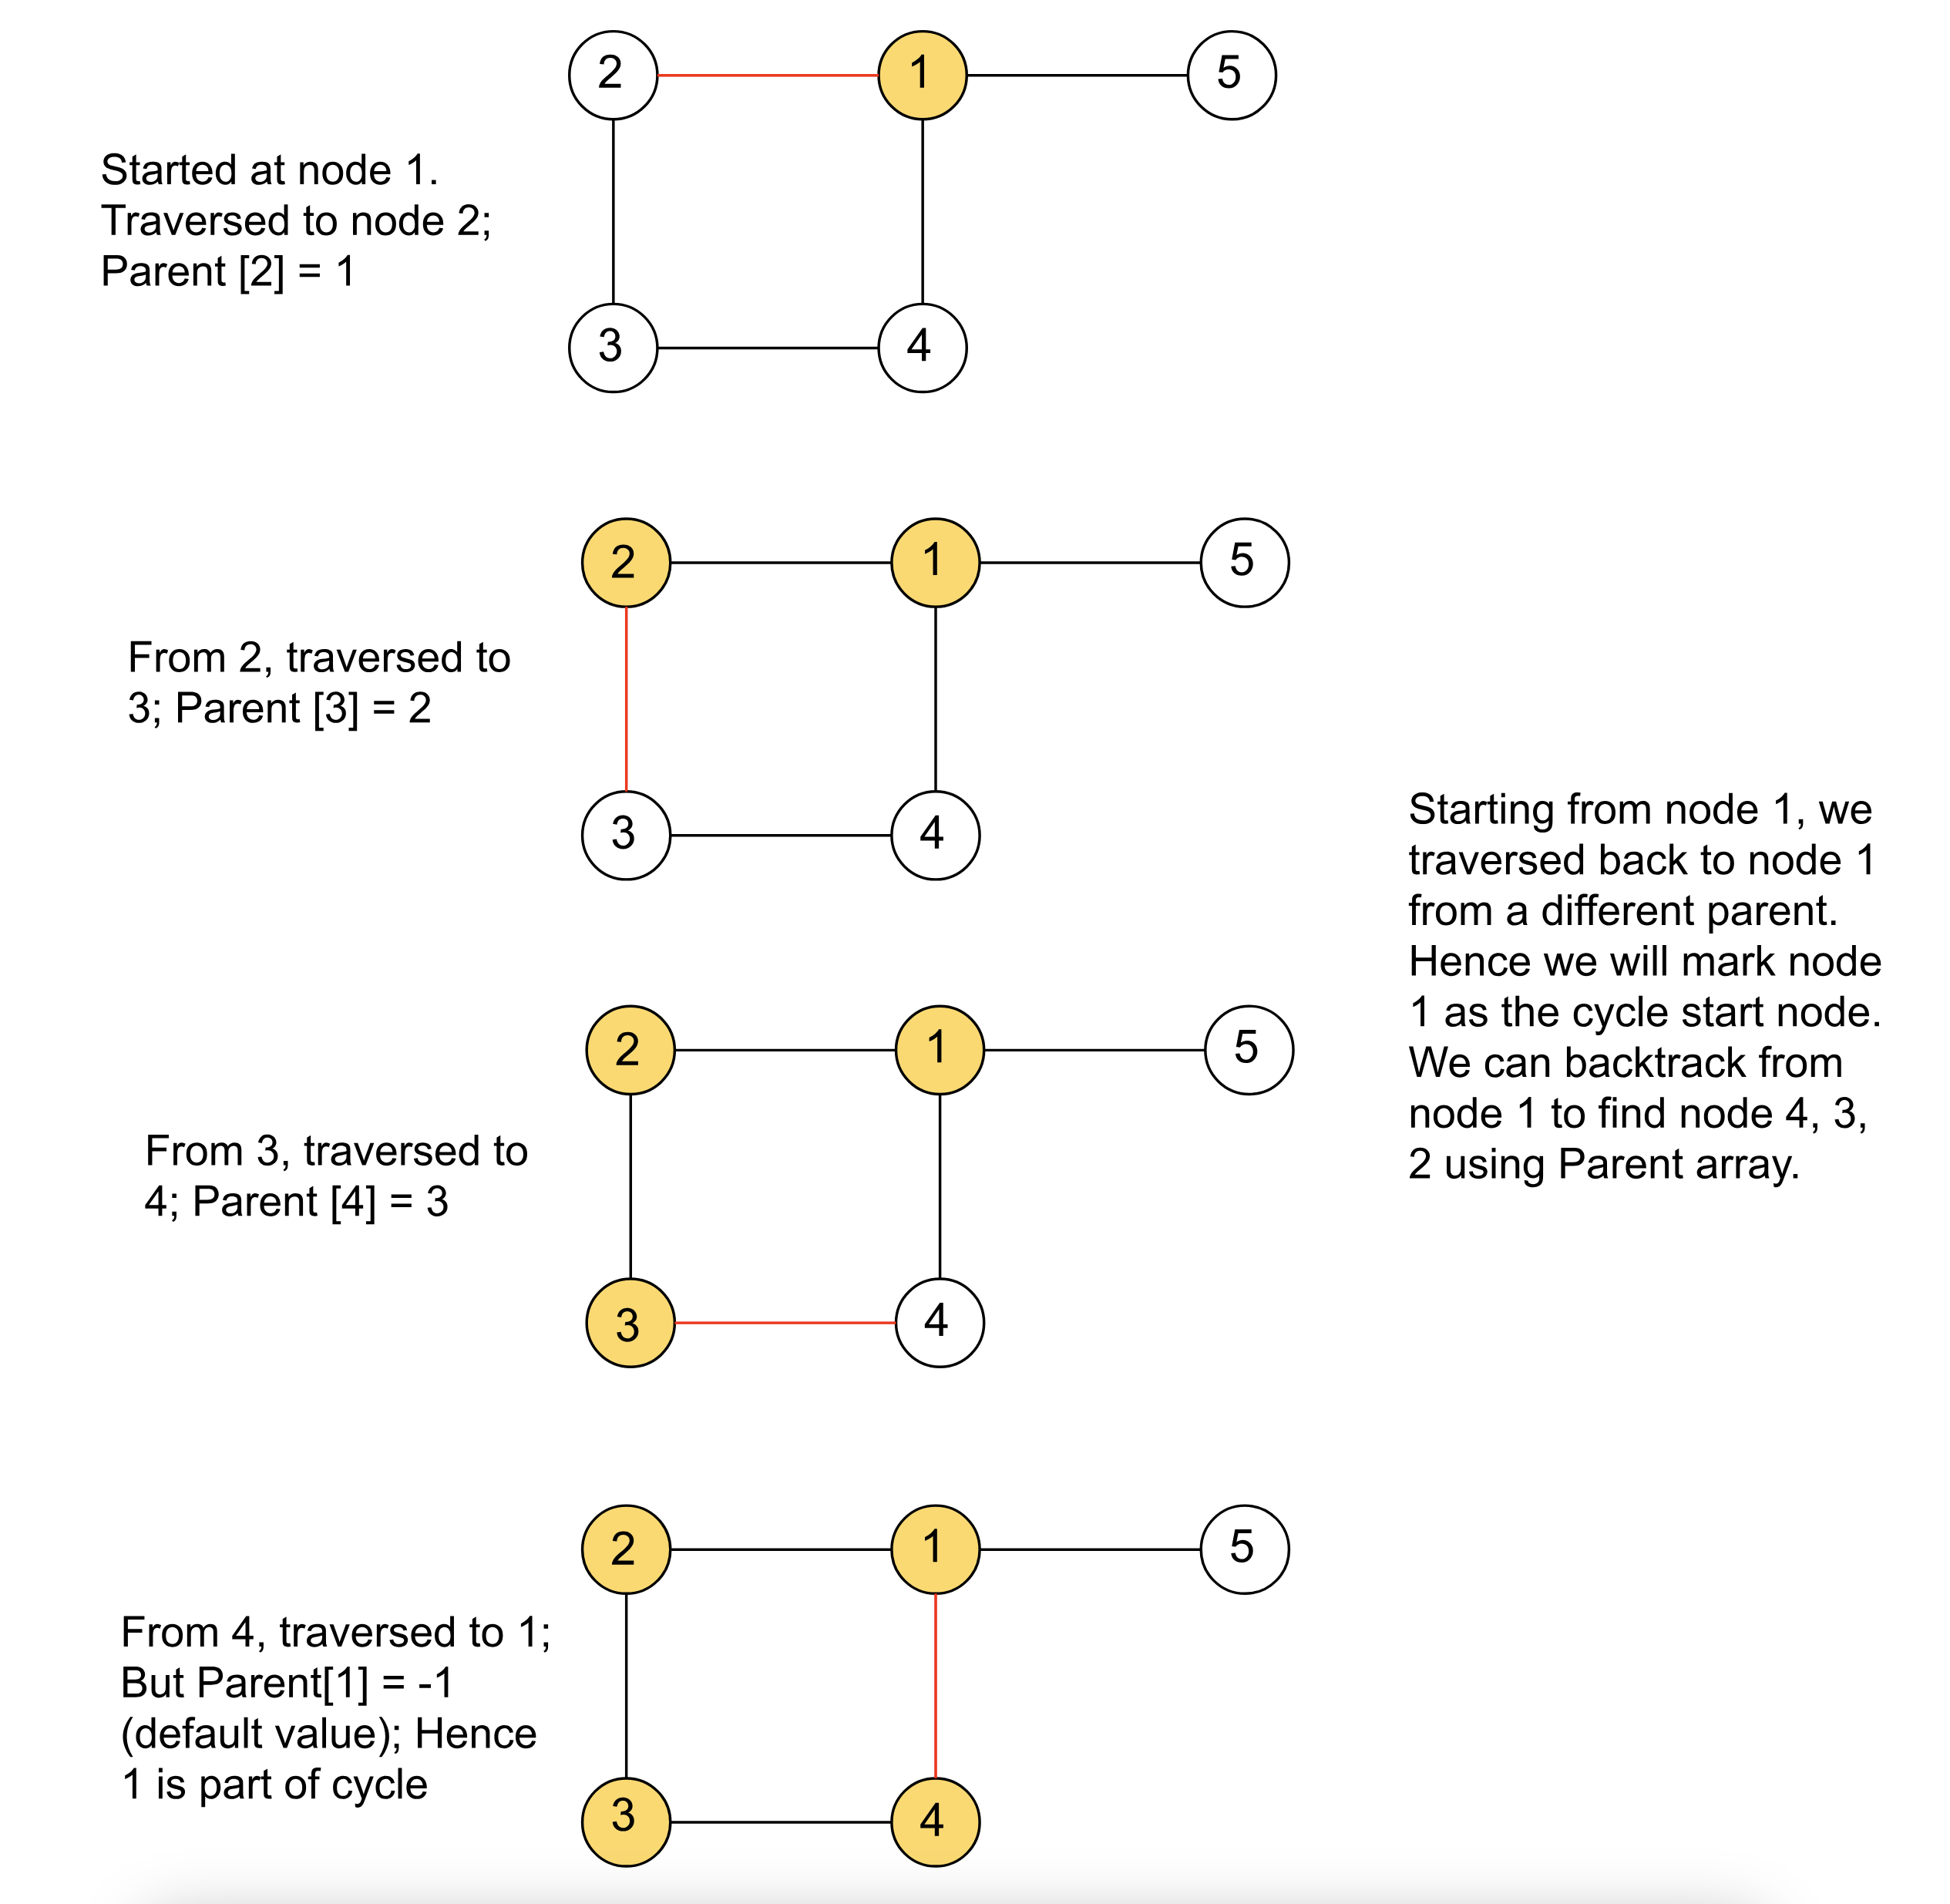 2 1 5
Started at node 1.
Traversed to node 2;
Parent [2] = 1
3 4
2 1 5
From 2, traversed to
3; Parent [3] = 2
3 4
Starting from node 1, we
traversed back to node 1
from a different parent.
Hence we will mark node
1 as the cycle start node.
We can backtrack from
node 1 to find node 4, 3,
2 using Parent array.
2 1 5
From 3, traversed to
4; Parent [4] = 3
3 4
2 1 5
From 4, traversed to 1;
But Parent[1] = -1
(default value); Hence
1 is part of cycle
3 4